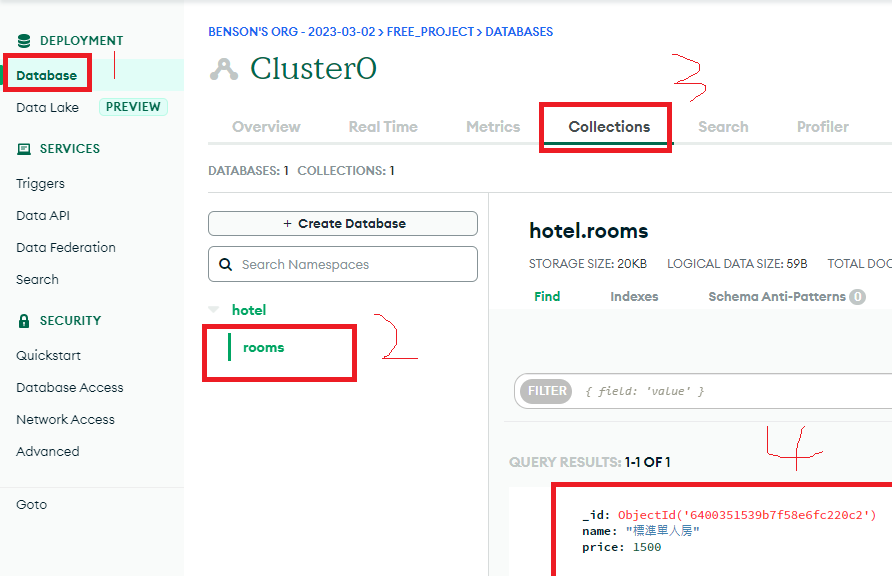 DEPLOYMENT
Database
Data Lake PREVIEW
SERVICES
Triggers
Data API
Data Federation
Search
SECURITY
Quickstart
Database Access
Network Access
Advanced
Goto
BENSON'S ORG - 2023-03-02 > FREE_PROJECT > DATABASES
Cluster0
Overview Real Time Metrics Collections Search Profiler
DATABASES: 1 COLLECTIONS: 1
+ Create Database
Search Namespaces
hotel
rooms
hotel.rooms
STORAGE SIZE: 20KB LOGICAL DATA SIZE: 59B TOTAL DOC
Find Indexes Schema Anti-Patterns 0
FILTER { field: 'value' }
QUERY RESULTS: 1-1 OF 1
_id: ObjectId('6400351539b7f58e6fc220c2')
name: "標準單人房"
price: 1500
1
2
3
4